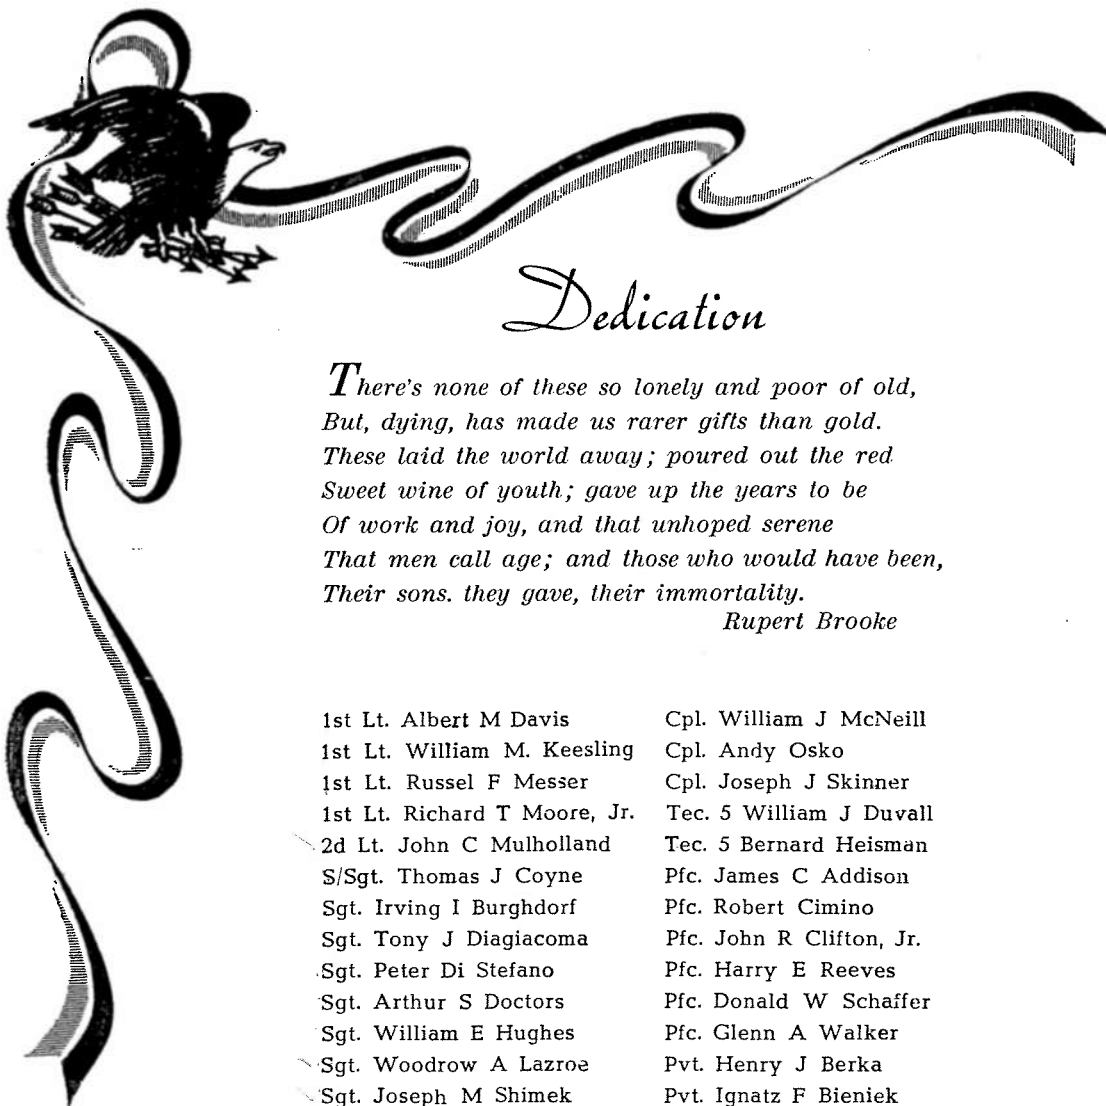 Dedication
There's none of these so lonely and poor of old,
But, dying, has made us rarer gifts than gold.
These laid the world away; poured out the red
Sweet wine of youth; gave up the years to be
Of work and joy, and that unhoped serene
That men call age; and those who would have been,
Their sons. they gave, their immortality.
Rupert Brooke
1st Lt. Albert M Davis
1st Lt. William M. Keesling
1st Lt. Russel F Messer
1st Lt. Richard T Moore, Jr.
2d Lt. John C Mulholland
S/Sgt. Thomas J Coyne
Sgt. Irving I Burghdorf
Sgt. Tony J Diagiacoma
Sgt. Peter Di Stefano
Sgt. Arthur S Doctors
Sgt. William E Hughes
Sgt. Woodrow A Lazroe
Sgt. Joseph M Shimek
Cpl. William J McNeill
Cpl. Andy Osko
Cpl. Joseph J Skinner
Tec. 5 William J Duvall
Tec. 5 Bernard Heisman
Pfc. James C Addison
Pfc. Robert Cimino
Pfc. John R Clifton, Jr.
Pfc. Harry E Reeves
Pfc. Donald W Schaffer
Pfc. Glenn A Walker
Pvt. Henry J Berka
Pvt. Ignatz F Bieniek